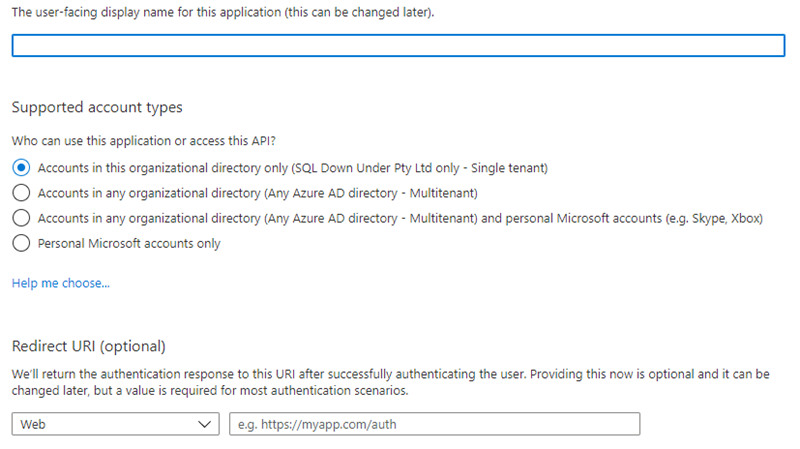 The user-facing display name for this application (this can be changed later).
Supported account types
Who can use this application or access this API?
Accounts in this organizational directory only (SQL Down Under Pty Ltd only - Single tenant)
Accounts in any organizational directory (Any Azure AD directory - Multitenant)
Accounts in any organizational directory (Any Azure AD directory - Multitenant) and personal Microsoft accounts (e.g. Skype, Xbox)
Personal Microsoft accounts only
Help me choose...
Redirect URI (optional)
We'll return the authentication response to this URI after successfully authenticating the user. Providing this now is optional and it can be
changed later, but a value is required for most authentication scenarios.
Web
e.g. https://myapp.com/auth